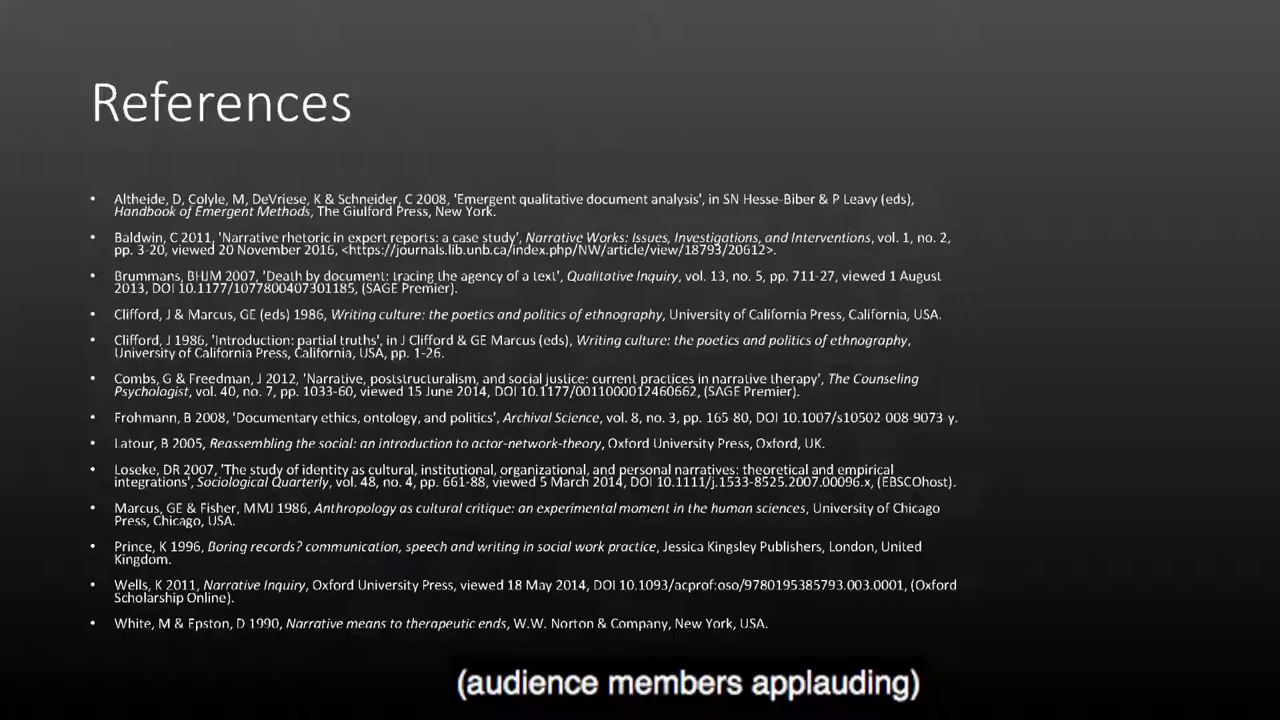 References
• Altheide, D, Colyle, M, DeVriese, K & Schneider, C 2008, 'Emergent qualitative document analysis', in SN Hesse-Biber & P Leavy (eds),
Handbook of Emergent Methods, The Giulford Press, New York.
• Baldwin, C 2011, 'Narrative rhetoric in expert reports: a case study', Narrative Works: Issues, Investigations, and Interventions, vol. 1, no. 2,
pp. 3-20, viewed 20 November 2016, <https://journals.lib.unb.ca/index.php/NW/article/view/18793/20612>.
• Brummans, BHJM 2007, 'Death by document: tracing the agency of a text', Qualitative Inquiry, vol. 13, no. 5, pp. 711-27, viewed 1 August
2013, DOI 10.1177/1077800407301185, (SAGE Premier).
• Clifford, J & Marcus, GE (eds) 1986, Writing culture: the poetics and politics of ethnography, University of California Press, California, USA.
• Clifford, J 1986, 'Introduction: partial truths', in J Clifford & GE Marcus (eds), Writing culture: the poetics and politics of ethnography,
University of California Press, California, USA, pp. 1-26.
• Combs, G & Freedman, J 2012, 'Narrative, poststructuralism, and social justice: current practices in narrative therapy', The Counseling
Psychologist, vol. 40, no. 7, pp. 1033-60, viewed 15 June 2014, DOI 10.1177/0011000012460662, (SAGE Premier).
• Frohmann, B 2008, 'Documentary ethics, ontology, and politics', Archival Science, vol. 8, no. 3, pp. 165-80, DOI 10.1007/s10502-008-9073-y.
• Latour, B 2005, Reassembling the social: an introduction to actor-network-theory, Oxford University Press, Oxford, UK.
• Loseke, DR 2007, 'The study of identity as cultural, institutional, organizational, and personal narratives: theoretical and empirical
integrations', Sociological Quarterly, vol. 48, no. 4, pp. 661-88, viewed 5 March 2014, DOI 10.1111/j.1533-8525.2007.00096.x, (EBSCOhost).
• Marcus, GE & Fisher, MMJ 1986, Anthropology as cultural critique: an experimental moment in the human sciences, University of Chicago
Press, Chicago, USA.
• Prince, K 1996, Boring records? communication, speech and writing in social work practice, Jessica Kingsley Publishers, London, United
Kingdom.
• Wells, K 2011, Narrative Inquiry, Oxford University Press, viewed 18 May 2014, DOI 10.1093/acprof:oso/9780195385793.003.0001, (Oxford
Scholarship Online).
• White, M & Epston, D 1990, Narrative means to therapeutic ends, W.W. Norton & Company, New York, USA.
(audience members applauding)